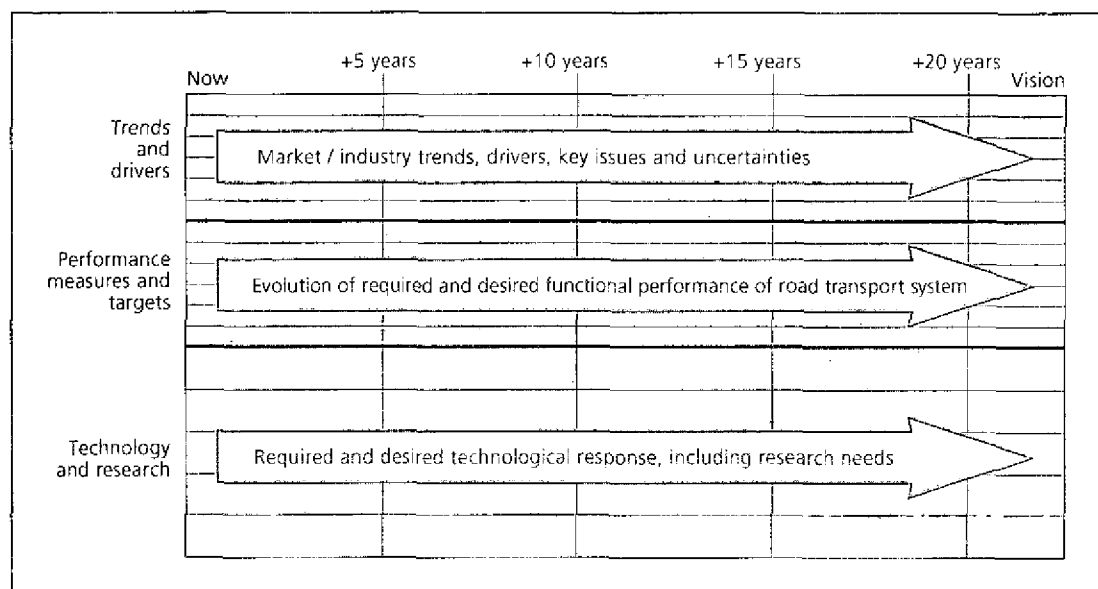 +5 years
+10 years
+15 years
+20 years
Now
Vision
Trends
and
drivers
Market / industry trends, drivers, key issues and uncertainties
Performance
measures and
targets
Evolution of required and desired functional performance of road transport system
Technology
and research
Required and desired technological response, including research needs